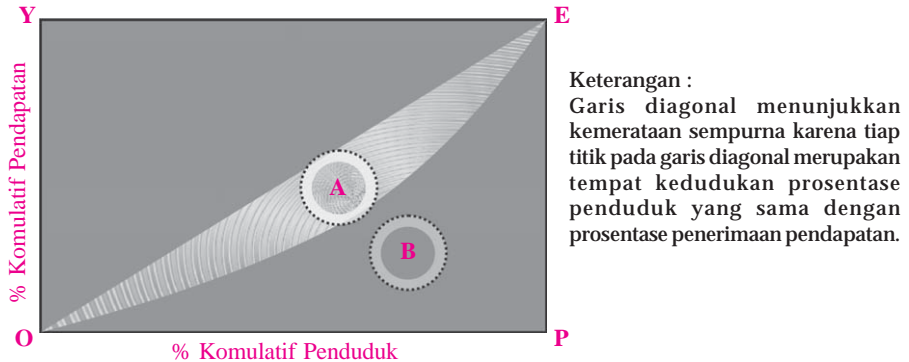 Y
E
% Komulatif Pendapatan
A
B
O
P
% Komulatif Penduduk
Keterangan :
Garis diagonal menunjukkan
kemerataan sempurna karena tiap
titik pada garis diagonal merupakan
tempat kedudukan prosentase
penduduk yang sama dengan
prosentase penerimaan pendapatan.